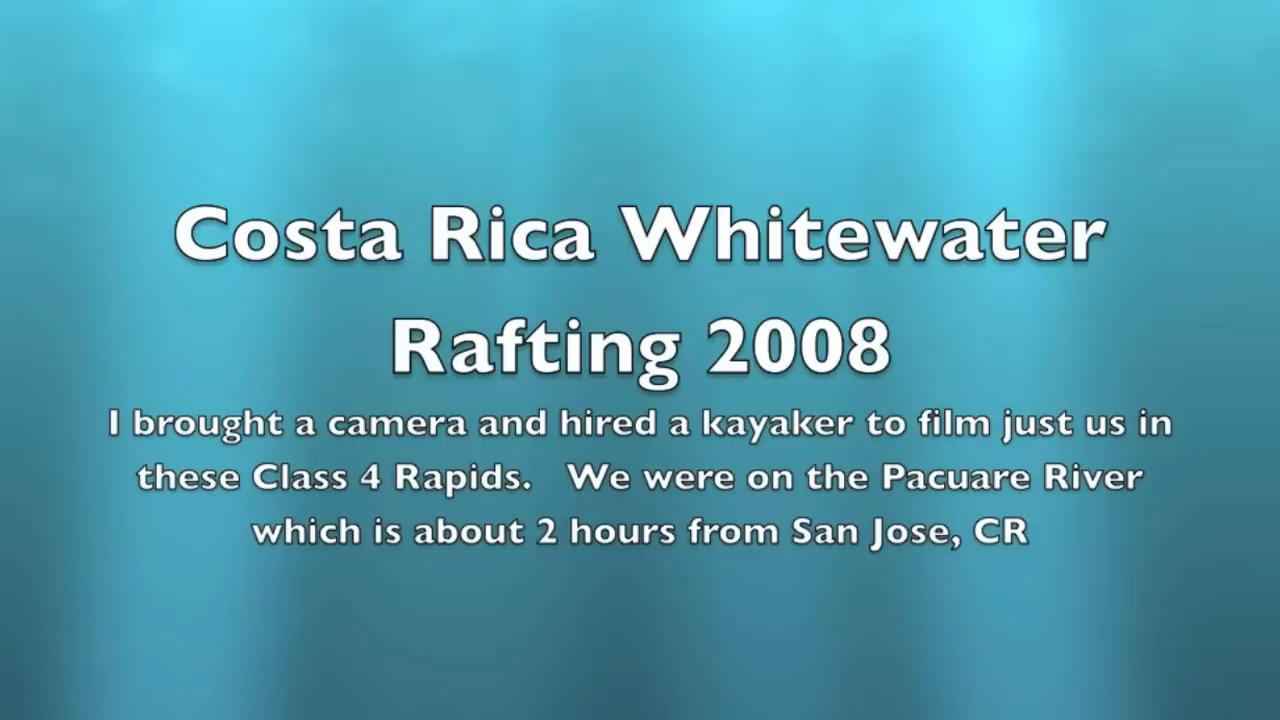 Costa Rica Whitewater
Rafting 2008
I brought a camera and hired a kayaker to film just us in
these Class 4 Rapids.   We were on the Pacuare River
which is about 2 hours from San Jose, CR